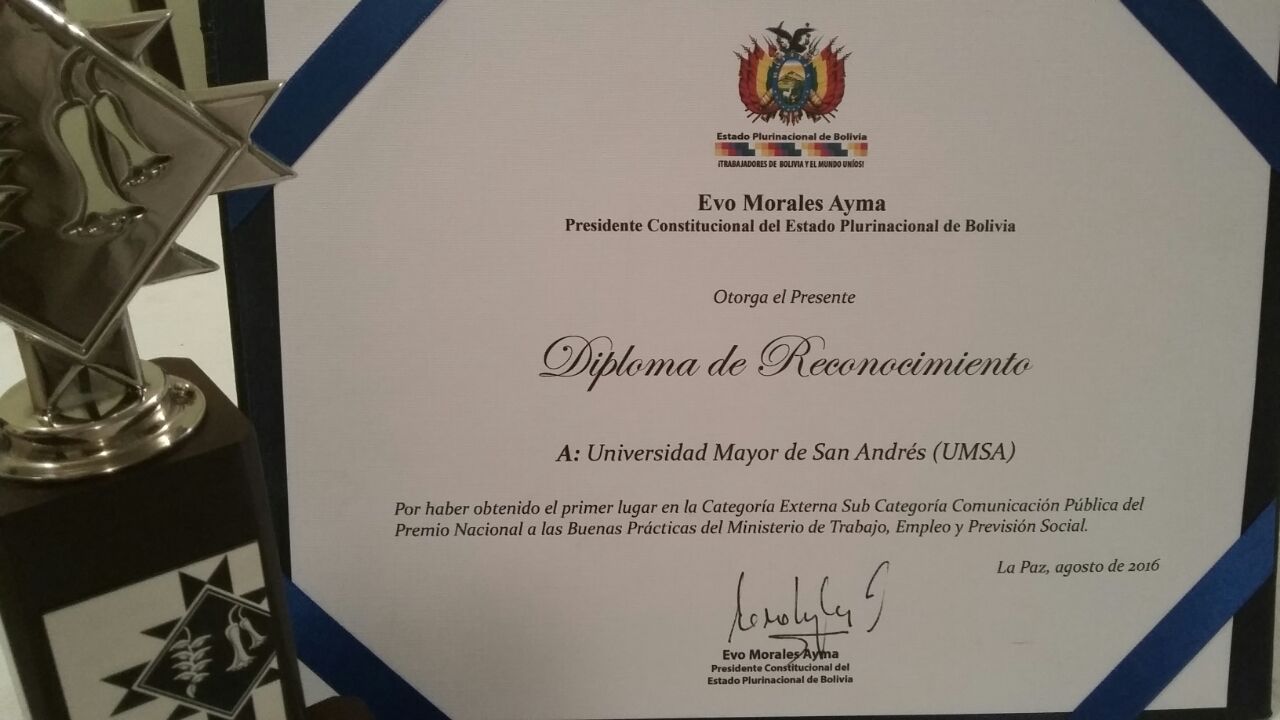 Estado Plurinacional de Bolivia
¡TRABAJADORES DE BOLIVIA Y EL MUNDO UNÍOS!
Evo Morales Ayma
Presidente Constitucional del Estado Plurinacional de Bolivia
Otorga el Presente
Diploma de Reconocimiento
A: Universidad Mayor de San Andrés (UMSA)
Por haber obtenido el primer lugar en la Categoría Externa Sub Categoría Comunicación Pública del
Premio Nacional a las Buenas Prácticas del Ministerio de Trabajo, Empleo y Previsión Social.
La Paz, agosto de 2016
Evo Morales Ayma
Presidente Constitucional del
Estado Plurinacional de Bolivia